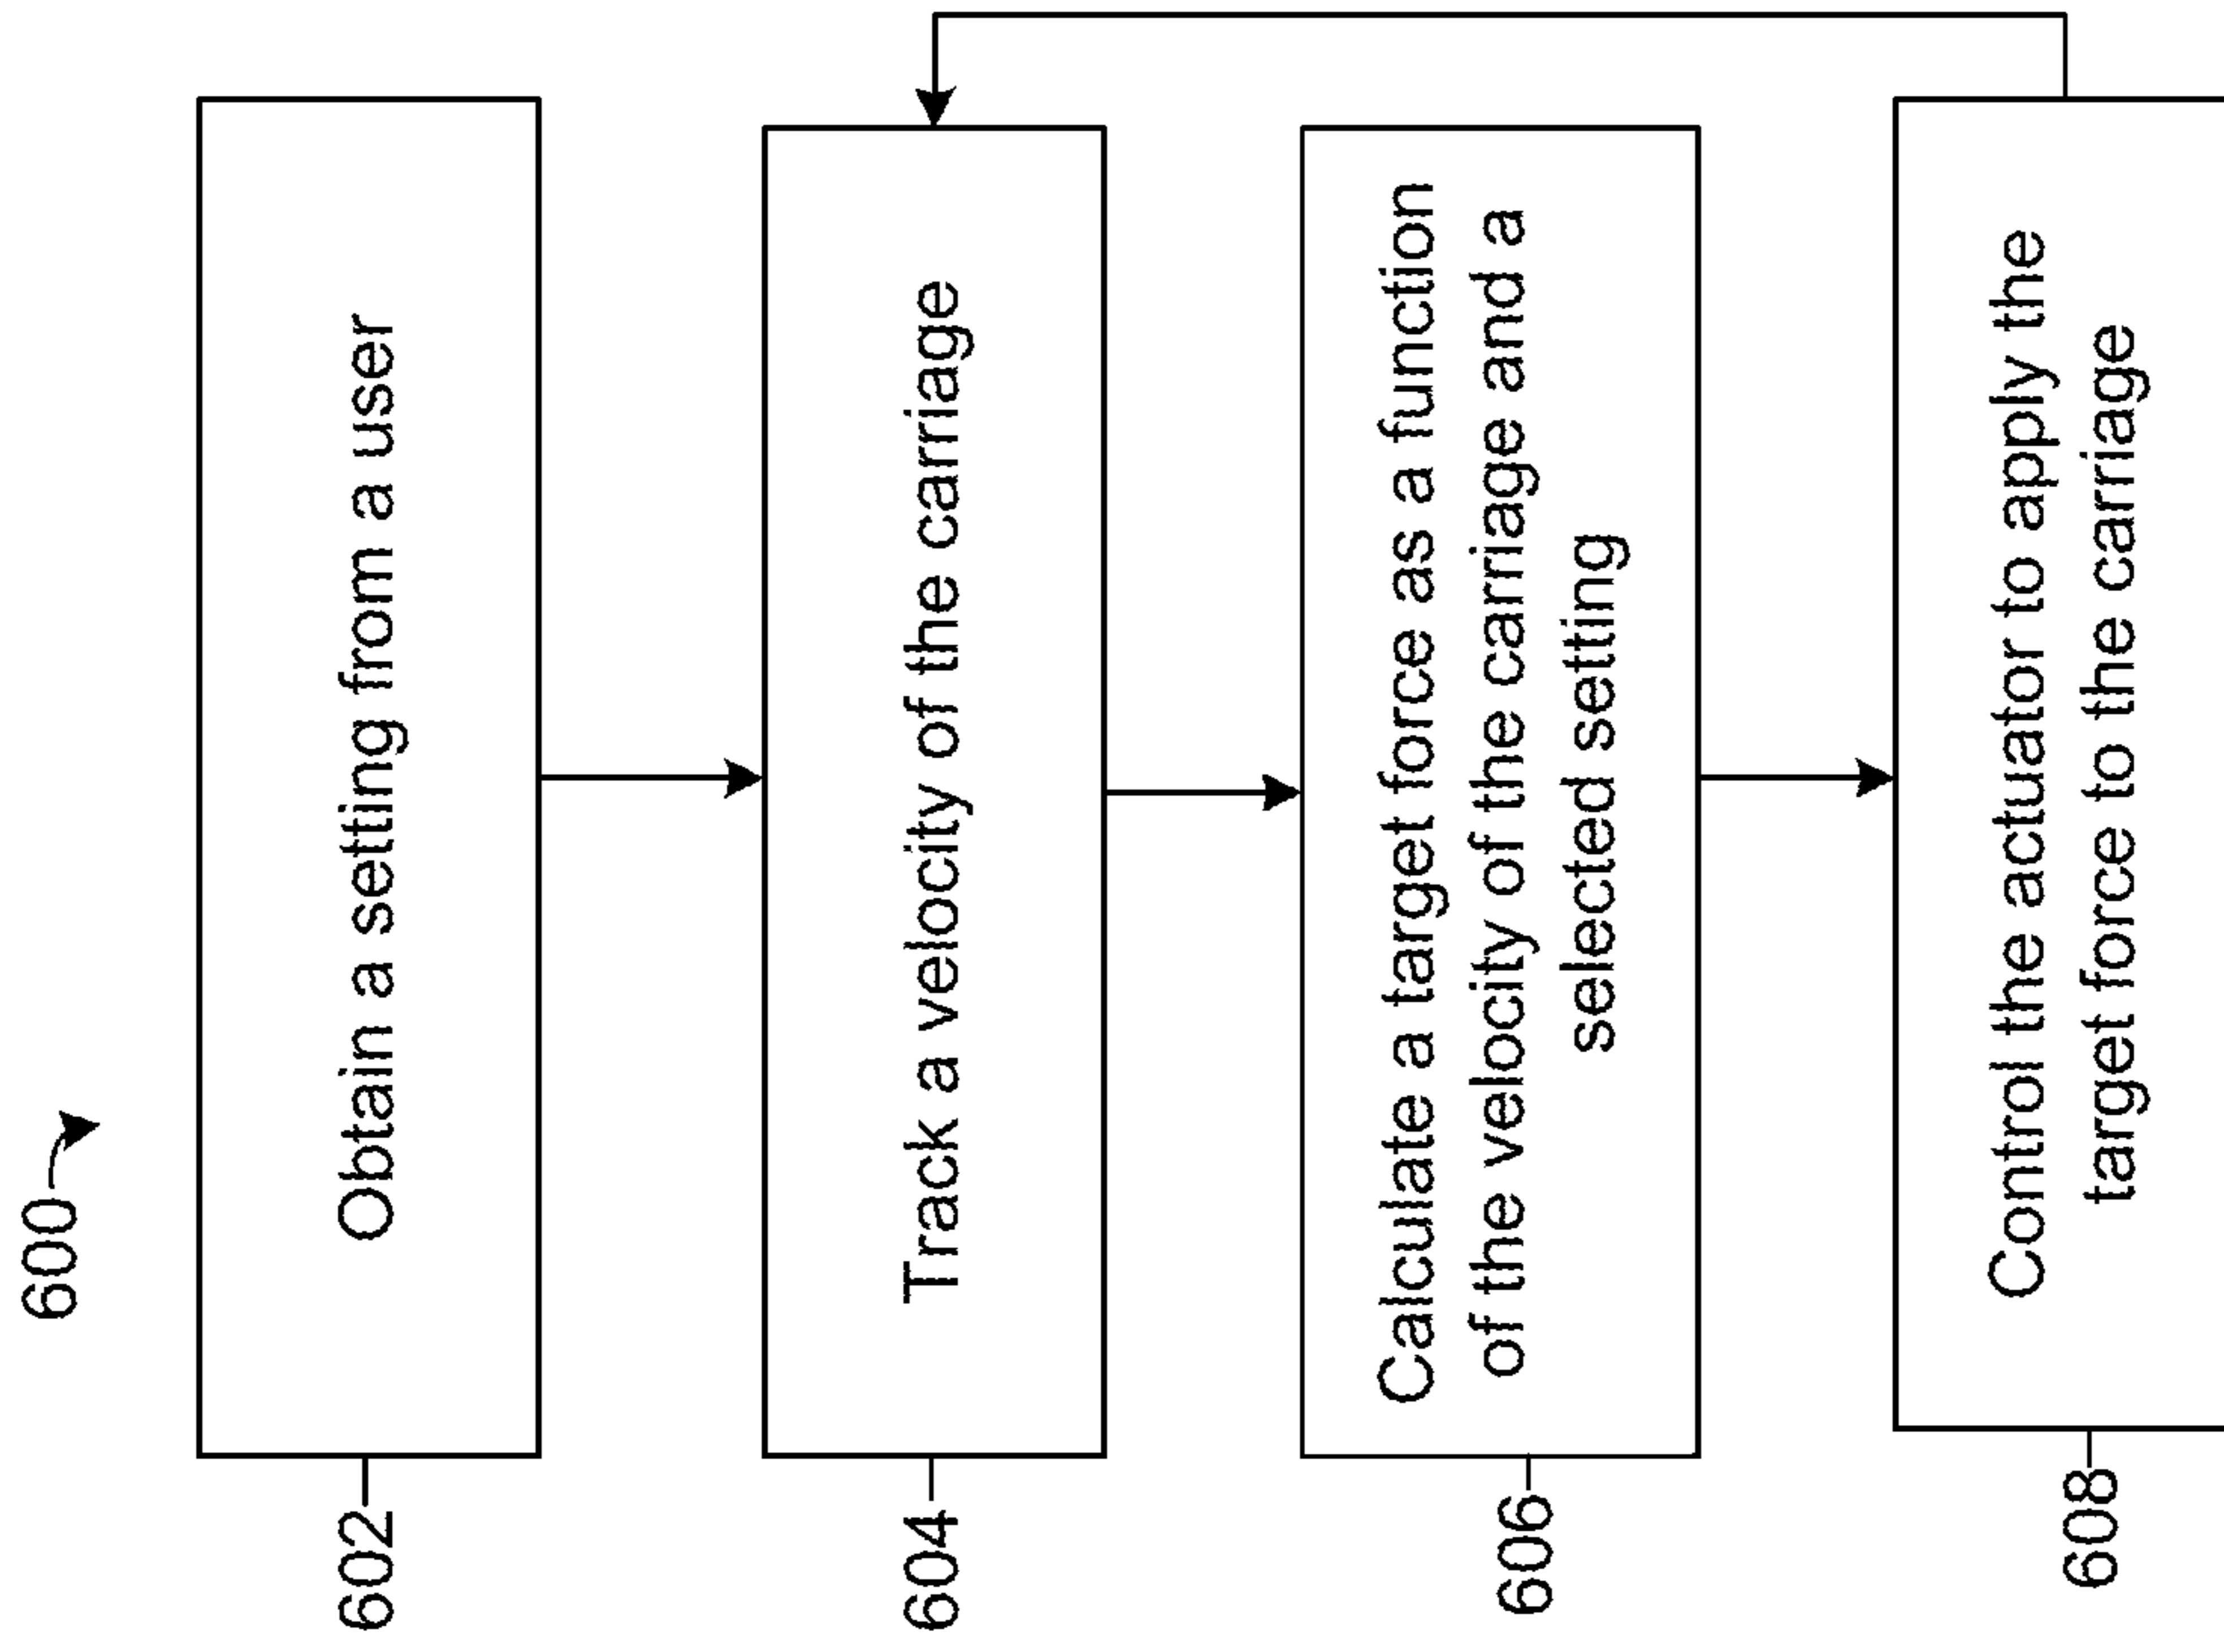 600
602
Obtain a setting from a user
604
Track a velocity of the carriage
606
Calculate a target force as a function
of the velocity of the carriage and a
selected setting
608
Control the actuator to apply the
target force to the carriage